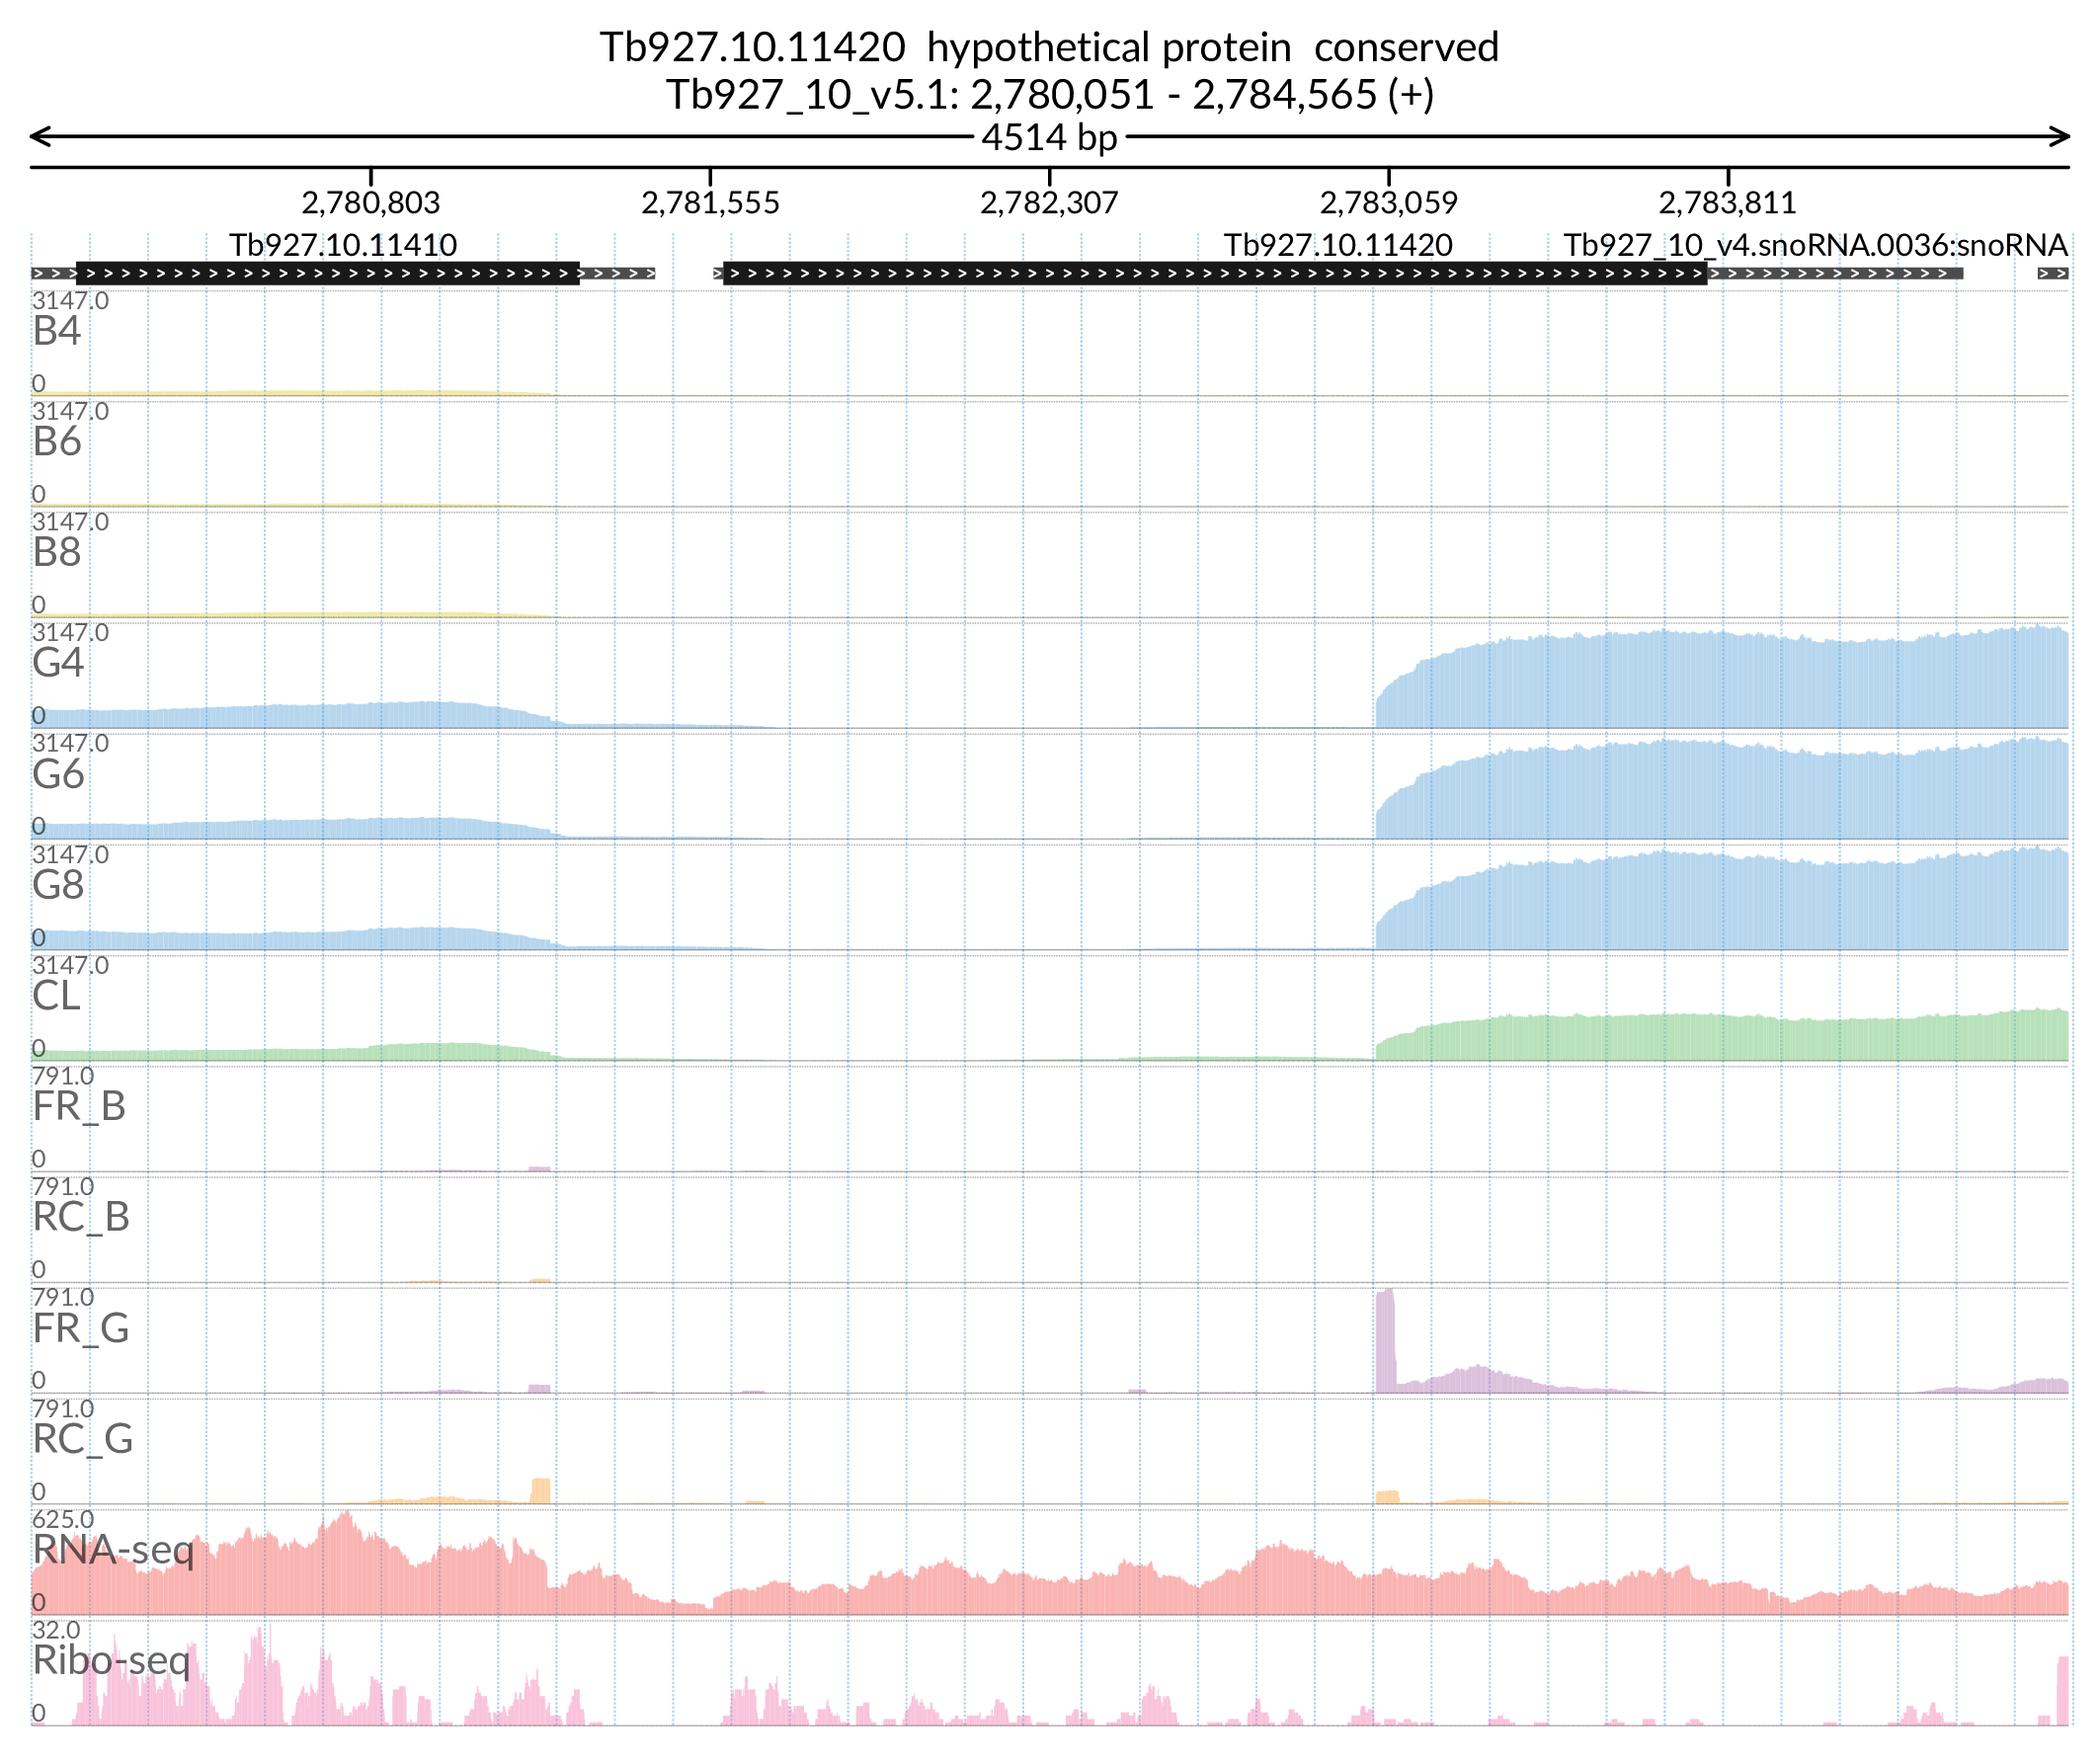 Tb927.10.11420  hypothetical protein  conserved
Tb927_10_v5.1: 2,780,051 - 2,784,565 (+)
4514 bp
2,780,803 2,781,555 2,782,307 2,783,059 2,783,811
Tb927.10.11410 Tb927.10.11420 Tb927_10_v4.snoRNA.0036:snoRNA
3147.0
B4
0
3147.0
B6
0
3147.0
B8
0
3147.0
G4
0
3147.0
G6
0
3147.0
G8
0
3147.0
CL
0
791.0
FR_B
0
791.0
RC_B
0
791.0
FR_G
0
791.0
RC_G
0
625.0
RNA-seq
0
32.0
Ribo-seq
0